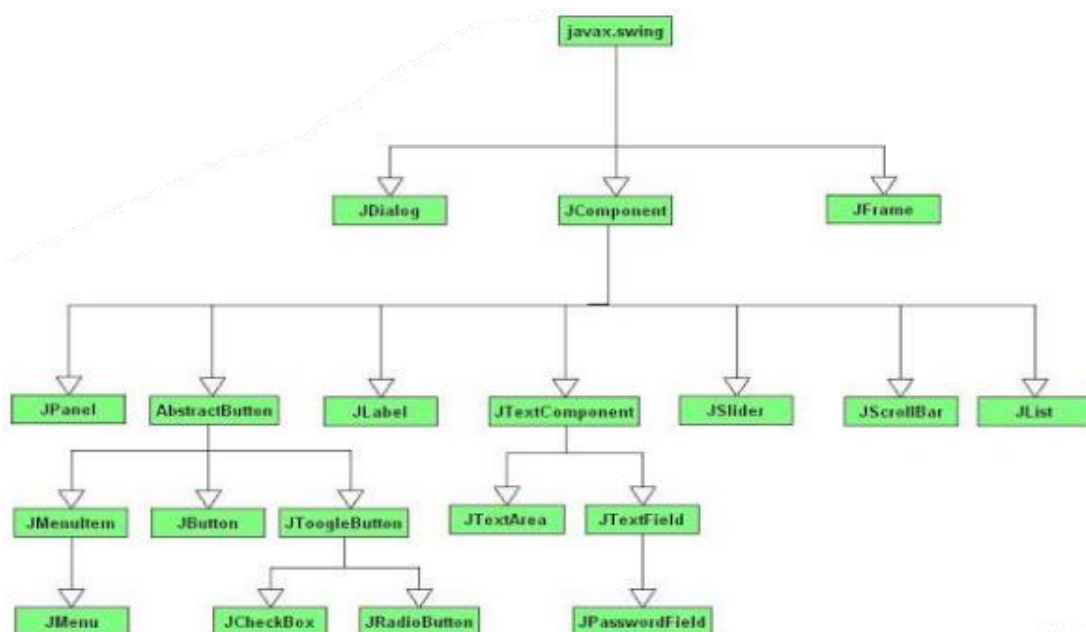 javax.swing
JDialog
JComponent
JFrame
JPanel
AbstractButton
JLabel
JTextComponent
JSlider
JScrollBar
JList
JMenuItem
JButton
JToogleButton
JTextArea
JTextField
JMenu
JCheckBox
JRadioButton
JPasswordField